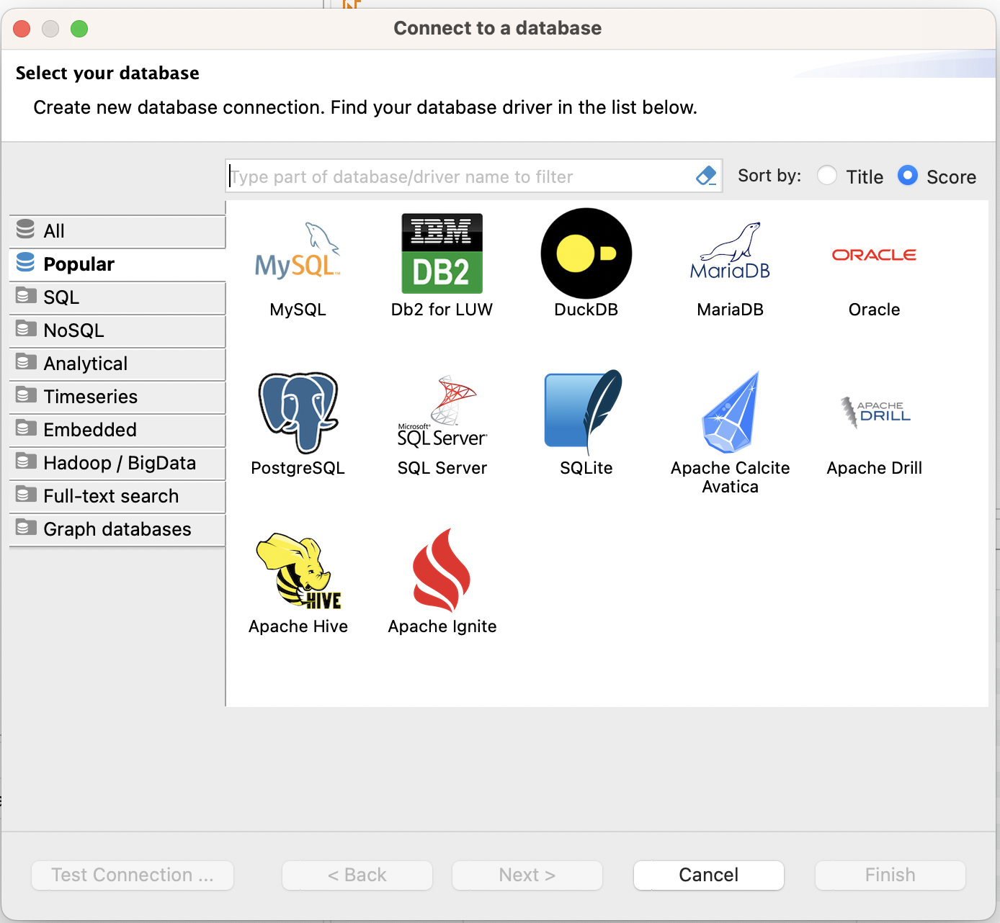 Connect to a database
Select your database
Create new database connection. Find your database driver in the list below.
Type part of database/driver name to filter
Sort by:
Title
Score
All
Popular
SQL
NoSQL
Analytical
Timeseries
Embedded
Hadoop / BigData
Full-text search
Graph databases
MySQL™
MySQL
IBM
DB2
Db2 for LUW
DuckDB
MariaDB
MariaDB
ORACLE
Oracle
PostgreSQL
Microsoft®
SQL Server®
SQL Server
SQLite
Apache Calcite
Avatica
APACHE
DRILL
Apache Drill
HIVE
Apache Hive
Apache Ignite
Test Connection ...
< Back
Next >
Cancel
Finish